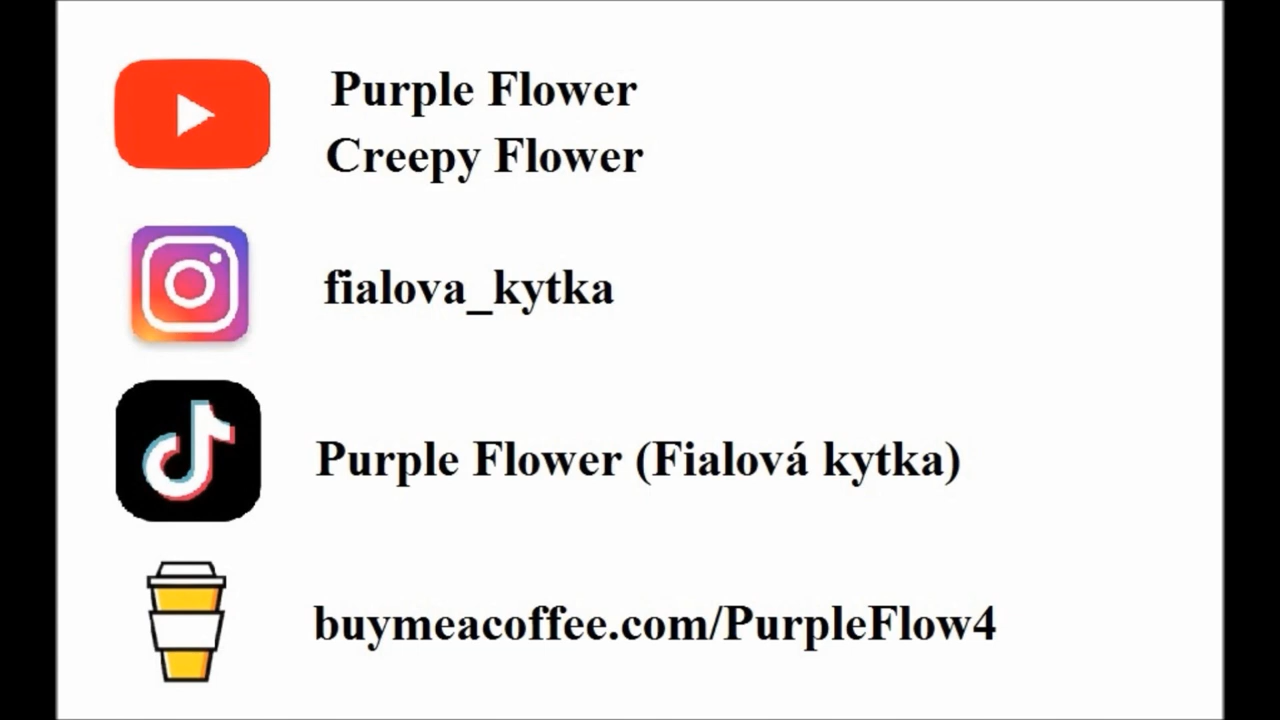 Purple Flower
Creepy Flower
fialova_kytka
Purple Flower (Fialová kytka)
buymeacoffee.com/PurpleFlow4